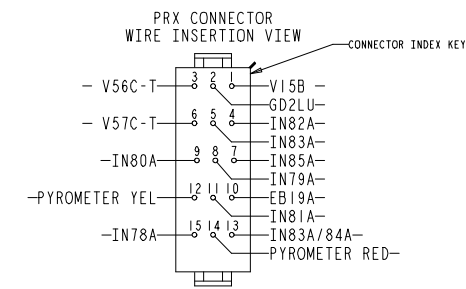 PRX CONNECTOR
WIRE INSERTION VIEW
CONNECTOR INDEX KEY
V56C-T 3 2 1 V15B
GD2LU
V57C-T 6 5 4 IN82A
IN83A
IN80A 9 8 7 IN85A
IN79A
PYROMETER YEL 12 11 10 EB19A
IN81A
IN78A 15 14 13 IN83A/84A
PYROMETER RED